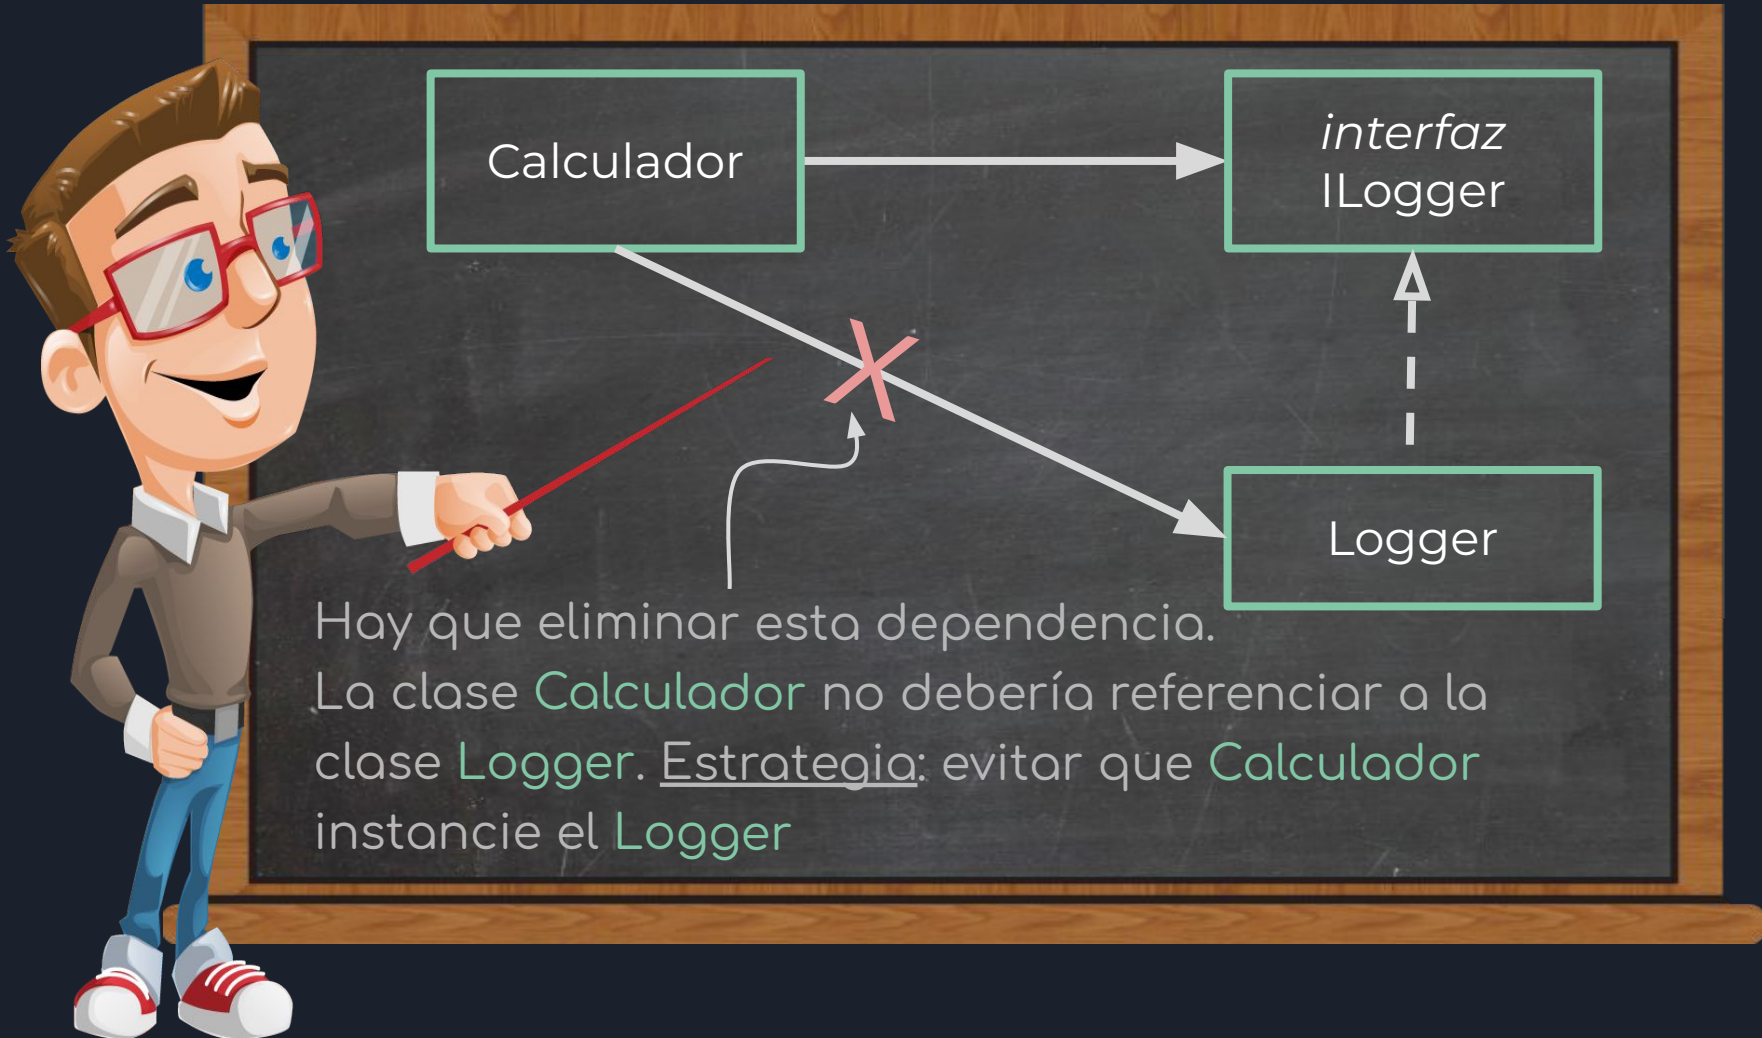 Calculador
interfaz
ILogger
Logger
Hay que eliminar esta dependencia.
La clase Calculador no debería referenciar a la
clase Logger. Estrategia: evitar que Calculador
instancie el Logger